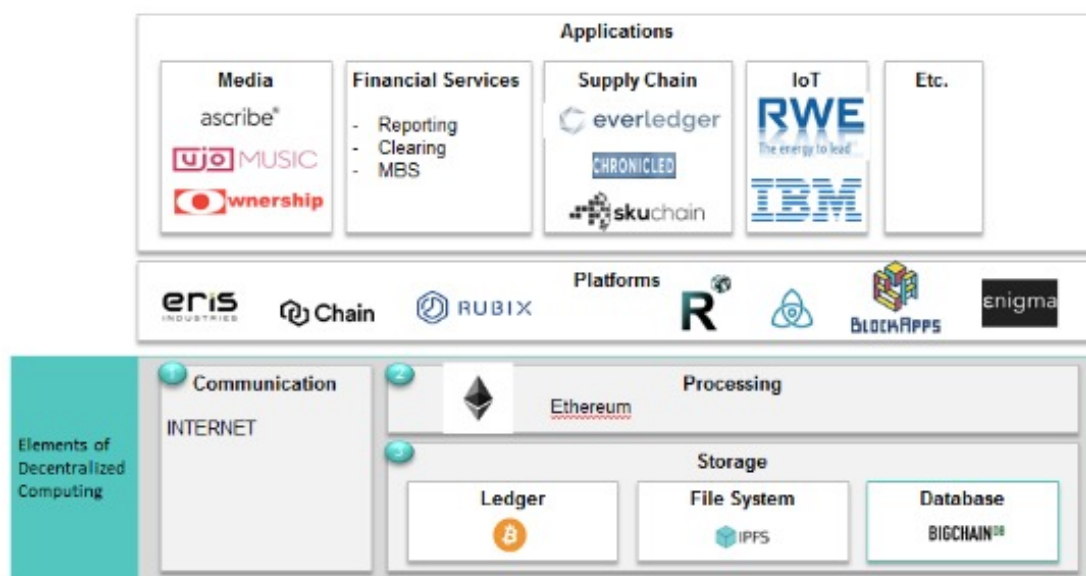 Applications
Media
ascribe®
ujo MUSIC
wnership
Financial Services
- Reporting
- Clearing
- MBS
Supply Chain
everledger
CHRONICLED
skuchain
IoT
RWE
The energy to lead
IBM
Etc.
Platforms
eris
INDUSTRIES
Chain
RUBIX
R
BLOCKAPPS
εnigma
Elements of
Decentralized
Computing
1
Communication
INTERNET
2
Processing
Ethereum
3
Storage
Ledger
₿
File System
IPFS
Database
BIGCHAINDB